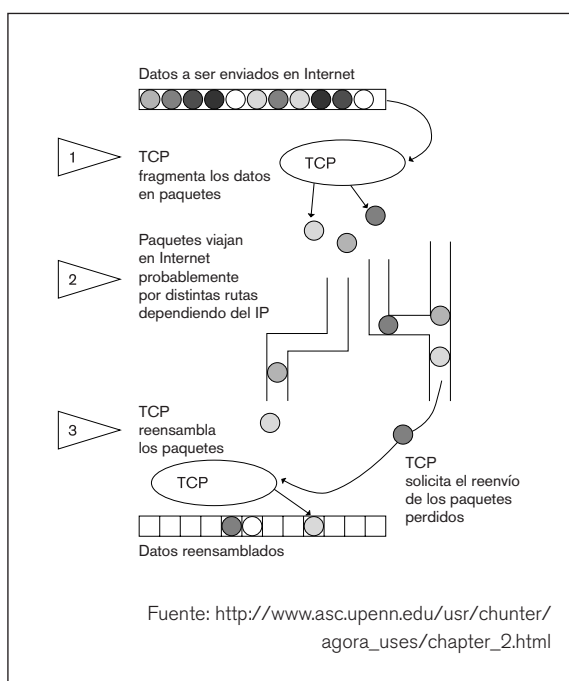 Datos a ser enviados en Internet
1
TCP
fragmenta los datos
en paquetes
TCP
2
Paquetes viajan
en Internet
probablemente
por distintas rutas
dependiendo del IP
3
TCP
reensambla
los paquetes
TCP
solicita el reenvío
de los paquetes
perdidos
TCP
Datos reensamblados
Fuente: http://www.asc.upenn.edu/usr/chunter/
agora_uses/chapter_2.html